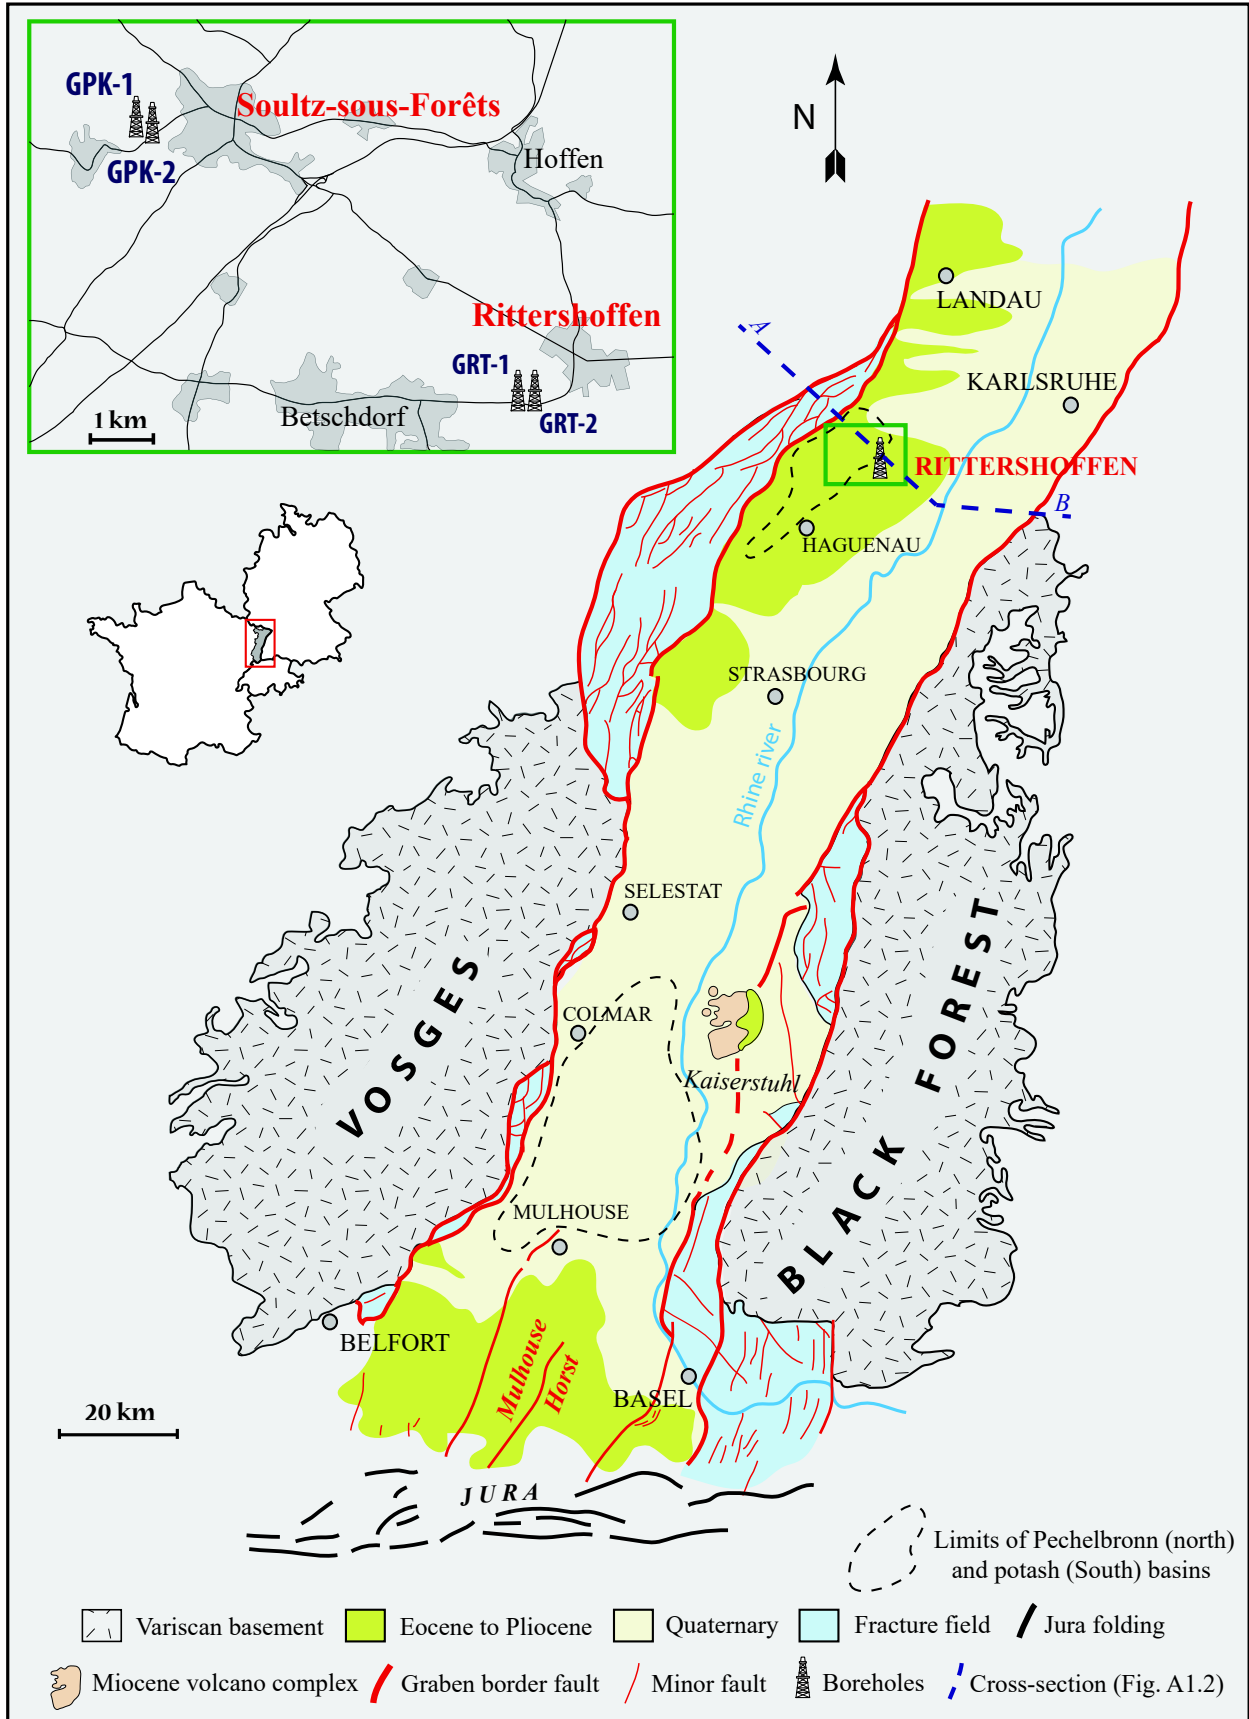 GPK-1
Soultz-sous-Forêts
GPK-2
Hoffen
Rittershoffen
GRT-1
Betschdorf
GRT-2
1 km
N
LANDAU
A
KARLSRUHE
RITTERSHOFFEN
B
HAGUENAU
STRASBOURG
Rhine river
SELESTAT
VOSGES
COLMAR
Kaiserstuhl
BLACK FOREST
MULHOUSE
BELFORT
Mulhouse
Horst
BASEL
20 km
JURA
Limits of Pechelbronn (north)
and potash (South) basins
Variscan basement
Eocene to Pliocene
Quaternary
Fracture field
Jura folding
Miocene volcano complex
Graben border fault
Minor fault
Boreholes
Cross-section (Fig. A1.2)